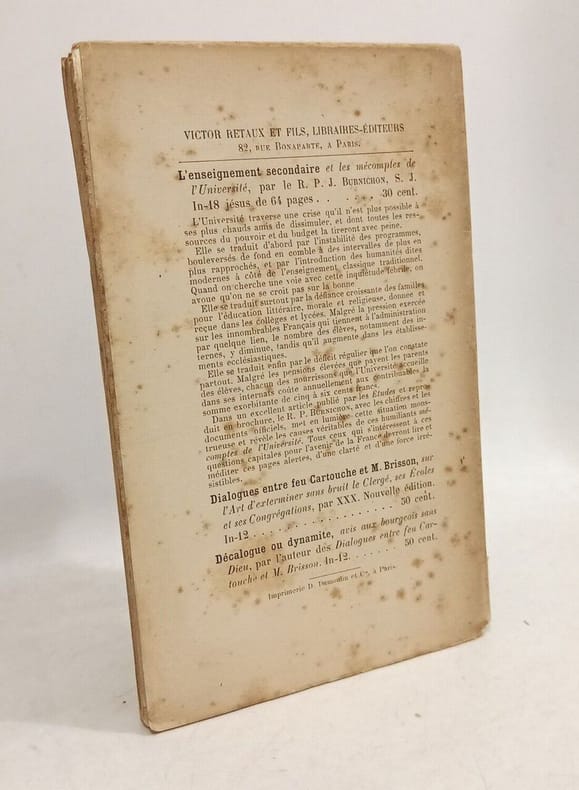 VICTOR RETAUX ET FILS, LIBRAIRES-ÉDITEURS
82, RUE BONAPARTE, A PARIS.
L'enseignement secondaire et les mécomptes de
l'Université, par le R. P. J. BURNICHON, S. J.
In-18 jésus de 64 pages . . . . . 30 cent.
L'Université traverse une crise qu'il n'est plus possible à
ses plus chauds amis de dissimuler, et dont toutes les res-
sources du pouvoir et du budget la tireront avec peine.
Elle se traduit d'abord par l'instabilité des programmes,
bouleversés de fond en comble à des intervalles de plus en
plus rapprochés, et par l'introduction des humanités dites
modernes à côté de l'enseignement classique traditionnel.
Quand on cherche une voie avec cette inquiétude fébrile, on
avoue qu'on ne se croit pas sur la bonne
Elle se traduit surtout par la défiance croissante des familles
pour l'éducation littéraire, morale et religieuse, donnée et
reçue dans les collèges et lycées. Malgré la pression exercée
sur les innombrables Français qui tiennent à l'administration
par quelque lien, le nombre des élèves, notamment des in-
ternes, y diminue, tandis qu'il augmente dans les établisse-
ments ecclésiastiques.
Elle se traduit enfin par le déficit régulier que l'on constate
partout. Malgré les pensions élevées que payent les parents
des élèves, chacun des nourrissons que l'Université accueille
dans ses internats coûte annuellement aux contribuables la
somme exorbitante de cinq à six cents francs.
Dans un excellent article publié par les Études et repro
duit en brochure, le R. P. BURNICHON, avec les chiffres et les
documents officiels, met en lumière cette situation mons-
trueuse et révèle les causes véritables de ces humiliants mé-
comptes de l'Université. Tous ceux qui s'intéressent à ces
questions capitales pour l'avenir de la France devront lire et
méditer ces pages alertes, d'une clarté et d'une force irré-
sistibles.
Dialogues entre feu Cartouche et M. Brisson, sur
l'Art d'exterminer sans bruit le Clergé, ses Écoles
et ses Congrégations, par XXX. Nouvelle édition.
In-12 . . . . . . . . . . . . . . . . . 50 cent.
Décalogue ou dynamite, avis aux bourgeois sans
Dieu, par l'auteur des Dialogues entre feu Car-
touche et M. Brisson. In-12. . . . . . . 50 cent.
Imprimerie D. Dumoulin et Cie, à Paris.